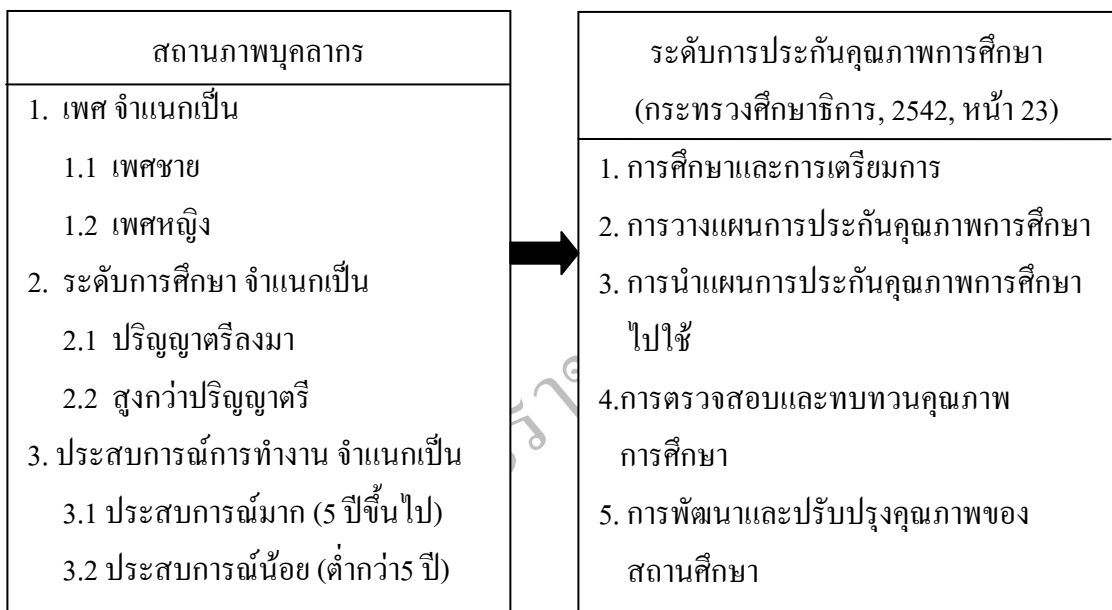 สถานภาพบุคลากร
1. เพศ จำแนกเป็น
1.1 เพศชาย
1.2 เพศหญิง
2. ระดับการศึกษา จำแนกเป็น
2.1 ปริญญาตรีลงมา
2.2 สูงกว่าปริญญาตรี
3. ประสบการณ์การทำงาน จำแนกเป็น
3.1 ประสบการณ์มาก (5 ปีขึ้นไป)
3.2 ประสบการณ์น้อย (ต่ำกว่า5 ปี)
ระดับการประกันคุณภาพการศึกษา
(กระทรวงศึกษาธิการ, 2542, หน้า 23)
1. การศึกษาและการเตรียมการ
2. การวางแผนการประกันคุณภาพการศึกษา
3. การนำแผนการประกันคุณภาพการศึกษา
ไปใช้
4.การตรวจสอบและทบทวนคุณภาพ
การศึกษา
5. การพัฒนาและปรับปรุงคุณภาพของ
สถานศึกษา